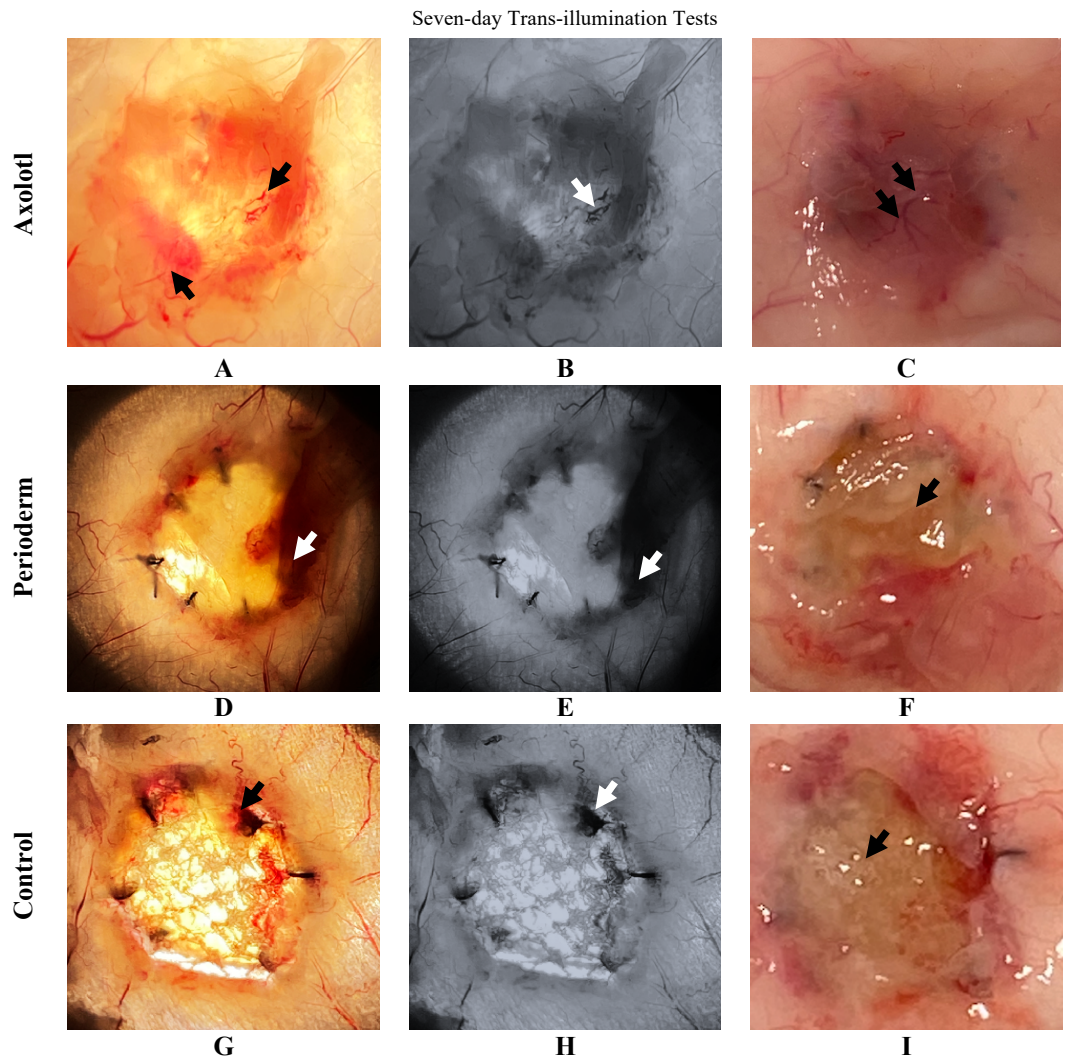 Seven-day Trans-illumination Tests
Axolotl
A
B
C
Perioderm
D
E
F
Control
G
H
I